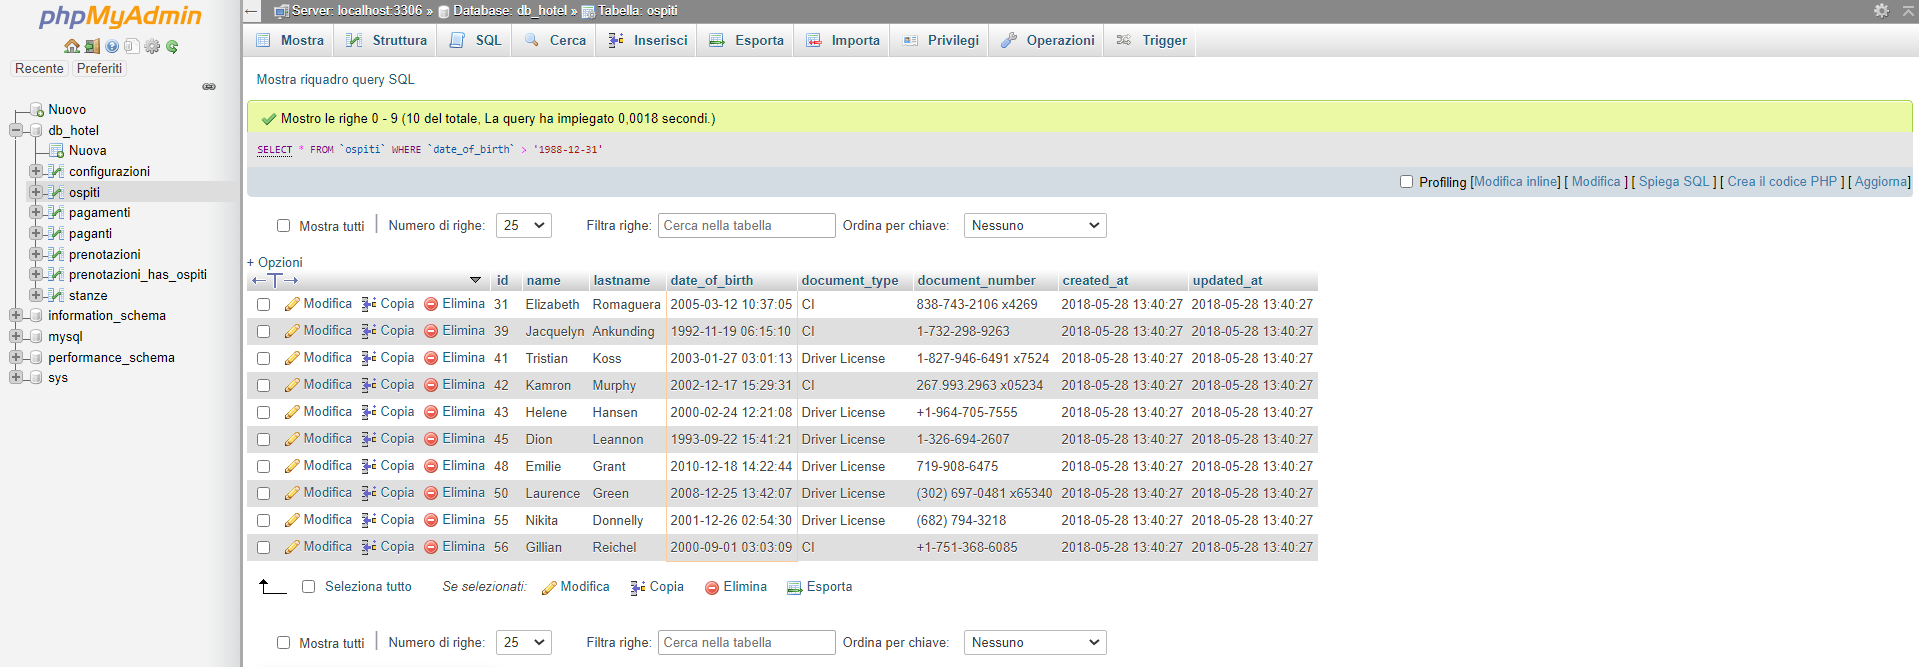 phpMyAdmin
Recente Preferiti
Nuovo
db_hotel
Nuova
configurazioni
ospiti
pagamenti
paganti
prenotazioni
prenotazioni_has_ospiti
stanze
information_schema
mysql
performance_schema
sys
Server: localhost:3306 » Database: db_hotel » Tabella: ospiti
Mostra Struttura SQL Cerca Inserisci Esporta Importa Privilegi Operazioni Trigger
Mostra riquadro query SQL
Mostro le righe 0 - 9 (10 del totale, La query ha impiegato 0,0018 secondi.)
SELECT * FROM `ospiti` WHERE `date_of_birth` > '1988-12-31'
Profiling [Modifica inline] [ Modifica ] [ Spiega SQL ] [ Crea il codice PHP ] [ Aggiorna]
Mostra tutti | Numero di righe: 25 Filtra righe: Cerca nella tabella Ordina per chiave: Nessuno
+ Opzioni
←T→ id name lastname date_of_birth document_type document_number created_at updated_at
Modifica Copia Elimina 31 Elizabeth Romaguera 2005-03-12 10:37:05 CI 838-743-2106 x4269 2018-05-28 13:40:27 2018-05-28 13:40:27
Modifica Copia Elimina 39 Jacquelyn Ankunding 1992-11-19 06:15:10 CI 1-732-298-9263 2018-05-28 13:40:27 2018-05-28 13:40:27
Modifica Copia Elimina 41 Tristian Koss 2003-01-27 03:01:13 Driver License 1-827-946-6491 x7524 2018-05-28 13:40:27 2018-05-28 13:40:27
Modifica Copia Elimina 42 Kamron Murphy 2002-12-17 15:29:31 CI 267.993.2963 x05234 2018-05-28 13:40:27 2018-05-28 13:40:27
Modifica Copia Elimina 43 Helene Hansen 2000-02-24 12:21:08 Driver License +1-964-705-7555 2018-05-28 13:40:27 2018-05-28 13:40:27
Modifica Copia Elimina 45 Dion Leannon 1993-09-22 15:41:21 Driver License 1-326-694-2607 2018-05-28 13:40:27 2018-05-28 13:40:27
Modifica Copia Elimina 48 Emilie Grant 2010-12-18 14:22:44 Driver License 719-908-6475 2018-05-28 13:40:27 2018-05-28 13:40:27
Modifica Copia Elimina 50 Laurence Green 2008-12-25 13:42:07 Driver License (302) 697-0481 x65340 2018-05-28 13:40:27 2018-05-28 13:40:27
Modifica Copia Elimina 55 Nikita Donnelly 2001-12-26 02:54:30 Driver License (682) 794-3218 2018-05-28 13:40:27 2018-05-28 13:40:27
Modifica Copia Elimina 56 Gillian Reichel 2000-09-01 03:03:09 CI +1-751-368-6085 2018-05-28 13:40:27 2018-05-28 13:40:27
Seleziona tutto Se selezionati: Modifica Copia Elimina Esporta
Mostra tutti | Numero di righe: 25 Filtra righe: Cerca nella tabella Ordina per chiave: Nessuno